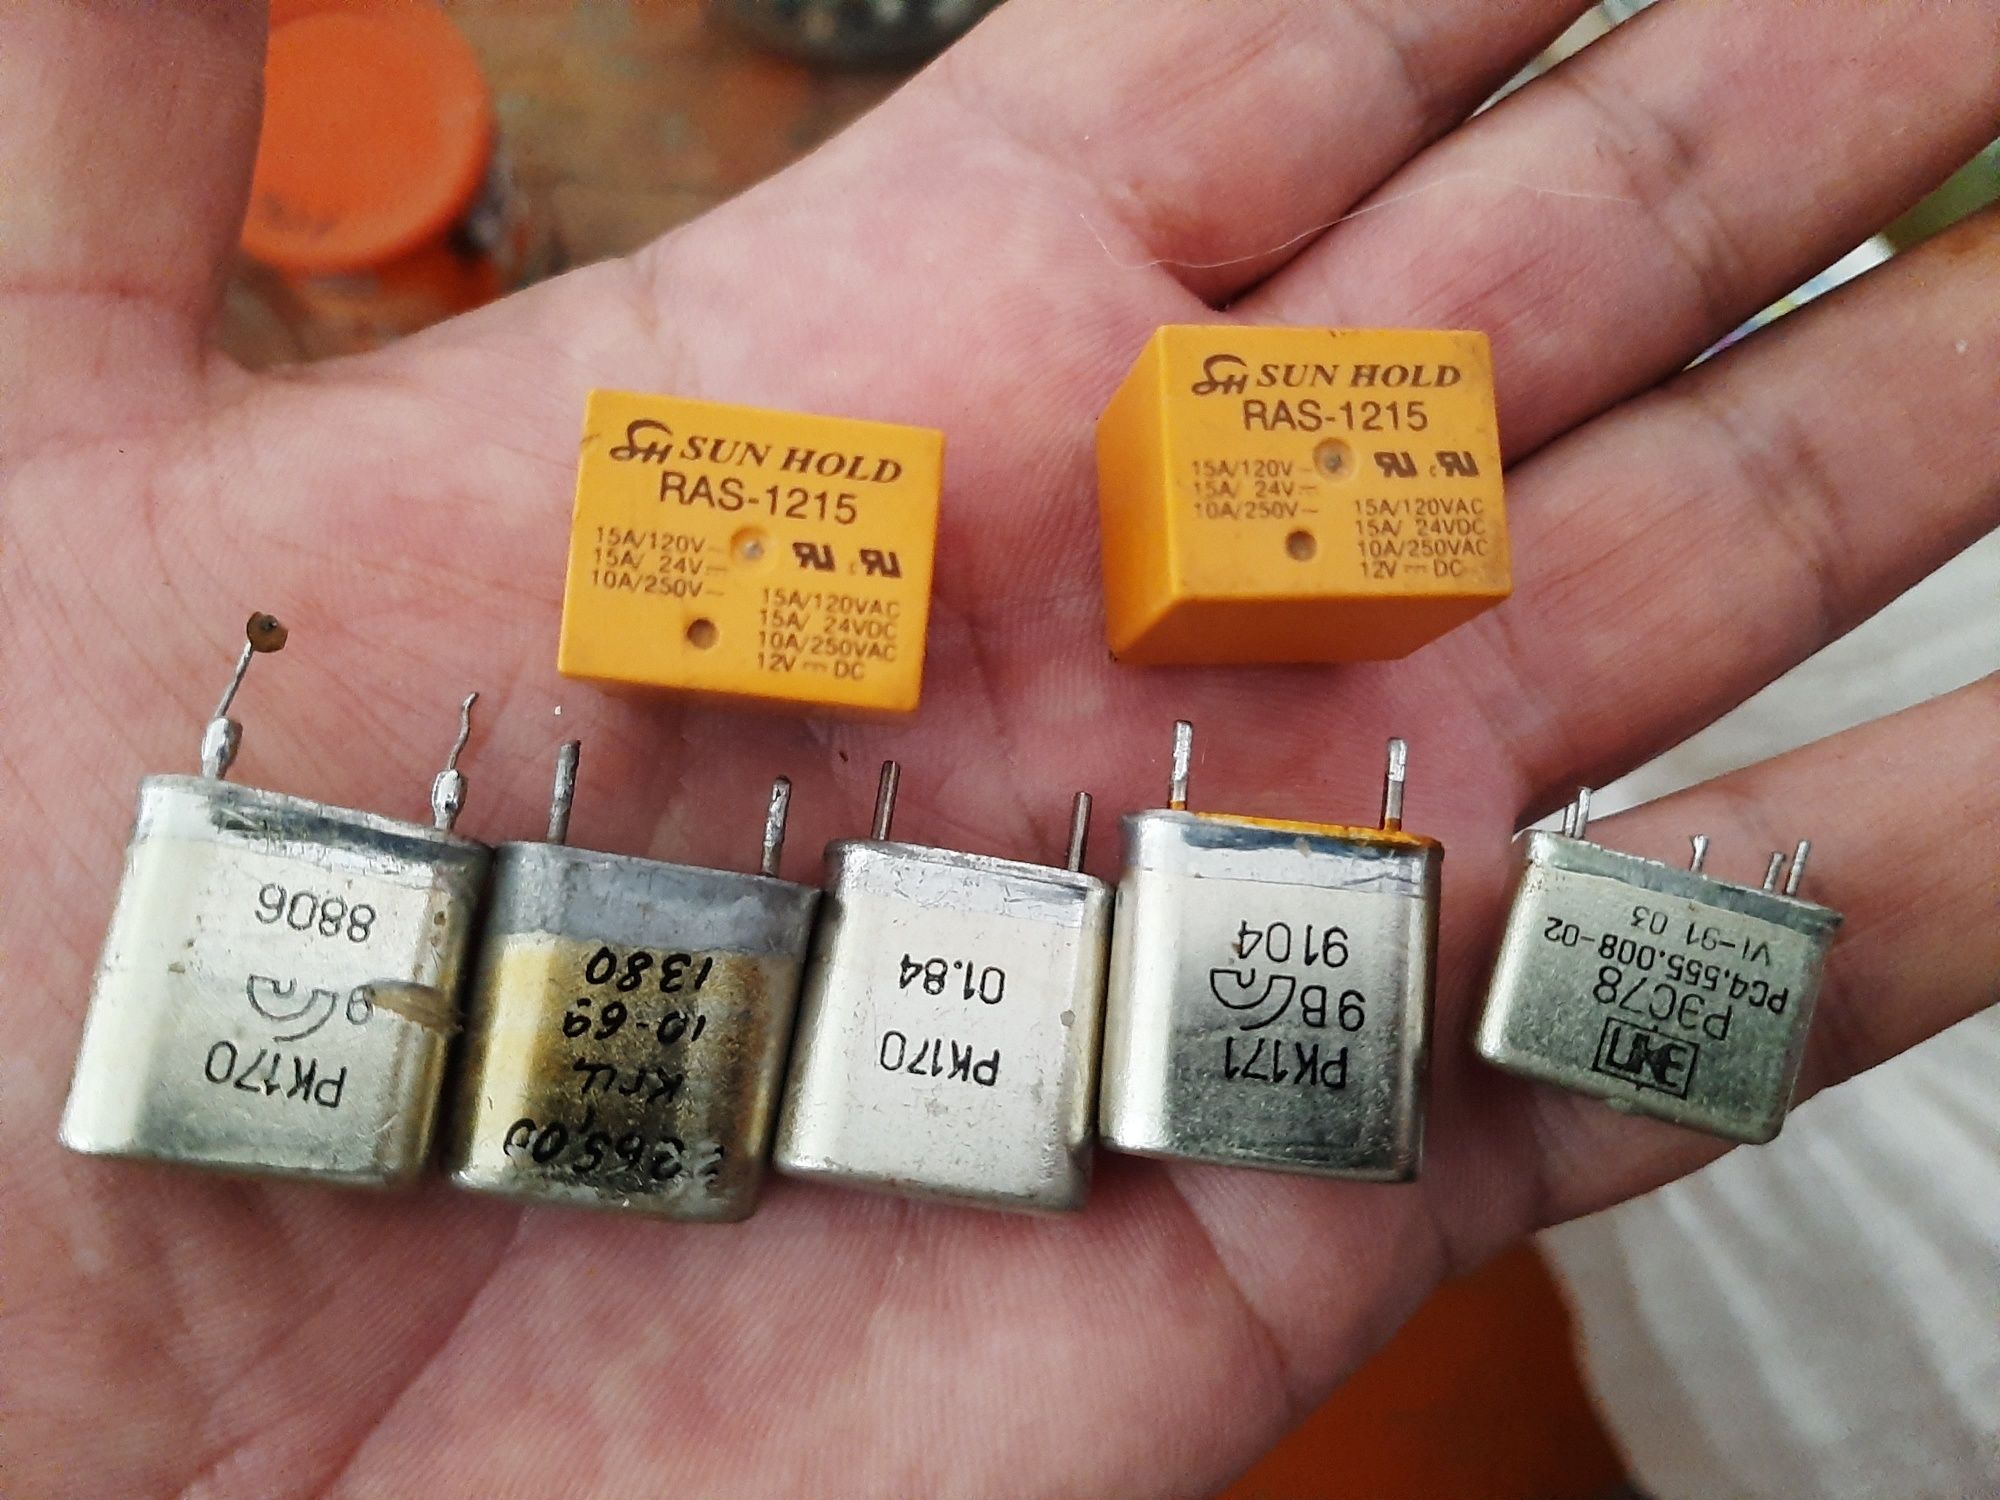 SUN HOLD
RAS-1215
15A/120V~
15A/ 24V⎓
10A/250V~
15A/120VAC
15A/ 24VDC
10A/250VAC
12V⎓DC
SUN HOLD
RAS-1215
15A/120V~
15A/ 24V⎓
10A/250V~
15A/120VAC
15A/ 24VDC
10A/250VAC
12V⎓DC
РК170
9
8806
кгц
10-69
1380
РК170
01.84
РК171
9В
9104
РЭС78
РС4.555.008-02
VI-91 03